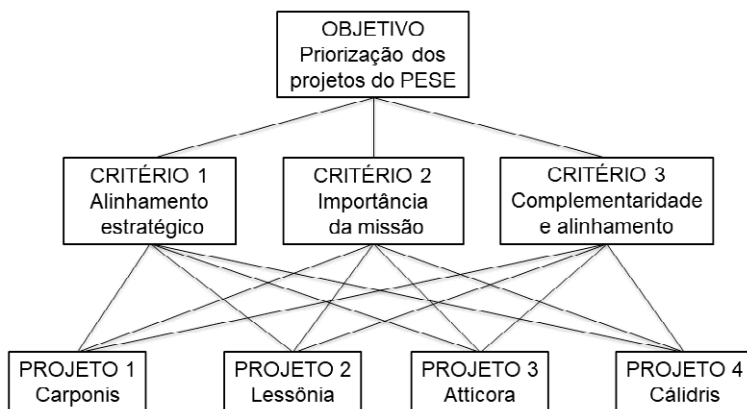 OBJETIVO
Priorização dos
projetos do PESE
CRITÉRIO 1
Alinhamento
estratégico
CRITÉRIO 2
Importância
da missão
CRITÉRIO 3
Complementaridade
e alinhamento
PROJETO 1
Carponis
PROJETO 2
Lessônia
PROJETO 3
Atticora
PROJETO 4
Cálidris